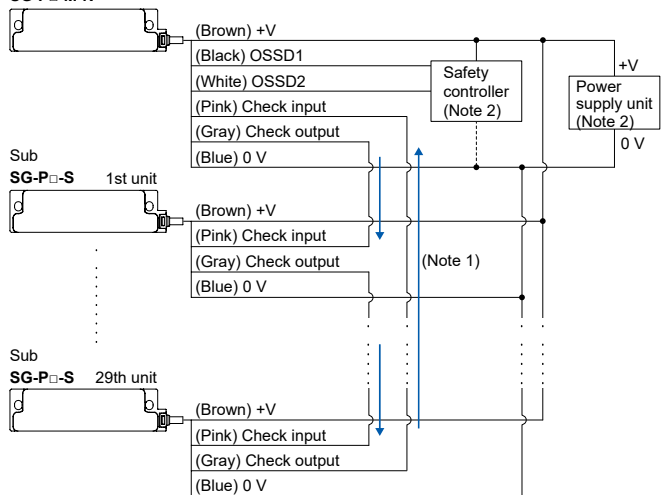 (Brown) +V
(Black) OSSD1
(White) OSSD2
(Pink) Check input
(Gray) Check output
(Blue) 0 V
Safety
controller
(Note 2)
+V
Power
supply unit
(Note 2)
0 V
Sub
SG-P□-S 1st unit
(Brown) +V
(Pink) Check input
(Gray) Check output
(Blue) 0 V
(Note 1)
Sub
SG-P□-S 29th unit
(Brown) +V
(Pink) Check input
(Gray) Check output
(Blue) 0 V